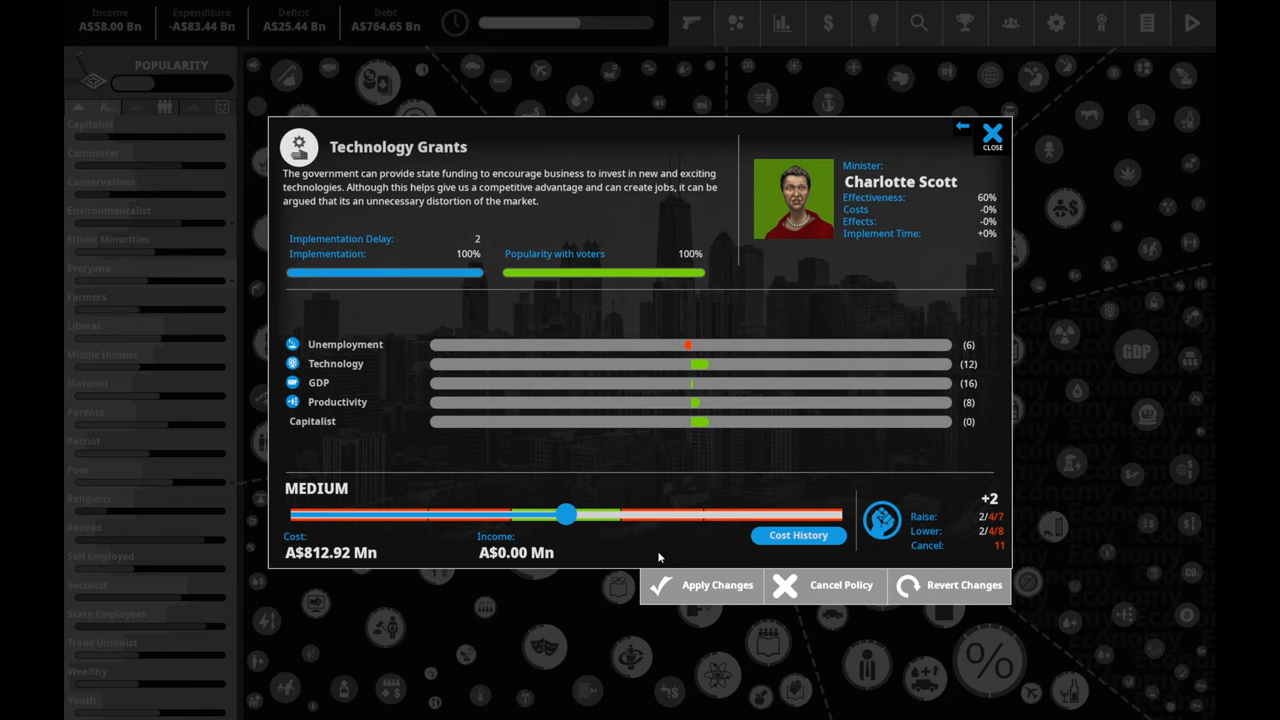 Income
Expenditure
Deficit
Debt
A$58.00 Bn
-A$83.44 Bn
A$25.44 Bn
A$764.65 Bn
POPULARITY
A..
Capitalist
Commuter
Conservatives
Environmentalist
Ethnic Minorities
Everyone
Farmers
Liberal
Middle Income
Motorist
Parents
Patriot
Poor
Religious
Retired
Self Employed
Socialist
State Employees
Trade Unionist
Wealthy
Youth
Technology Grants
The government can provide state funding to encourage business to invest in new and exciting
technologies. Although this helps give us a competitive advantage and can create jobs, it can be
argued that its an unnecessary distortion of the market.
CLOSE
Minister:
Charlotte Scott
Effectiveness: 60%
Costs -0%
Effects: -0%
Implement Time: +0%
Implementation Delay: 2
Implementation: 100%
Popularity with voters 100%
Unemployment (6)
Technology (12)
GDP (16)
Productivity (8)
Capitalist (0)
MEDIUM
Cost:
A$812.92 Mn
Income:
A$0.00 Mn
Cost History
+2
Raise: 2/4/7
Lower: 2/4/8
Cancel: 11
Apply Changes
Cancel Policy
Revert Changes
GDP
Economy
%